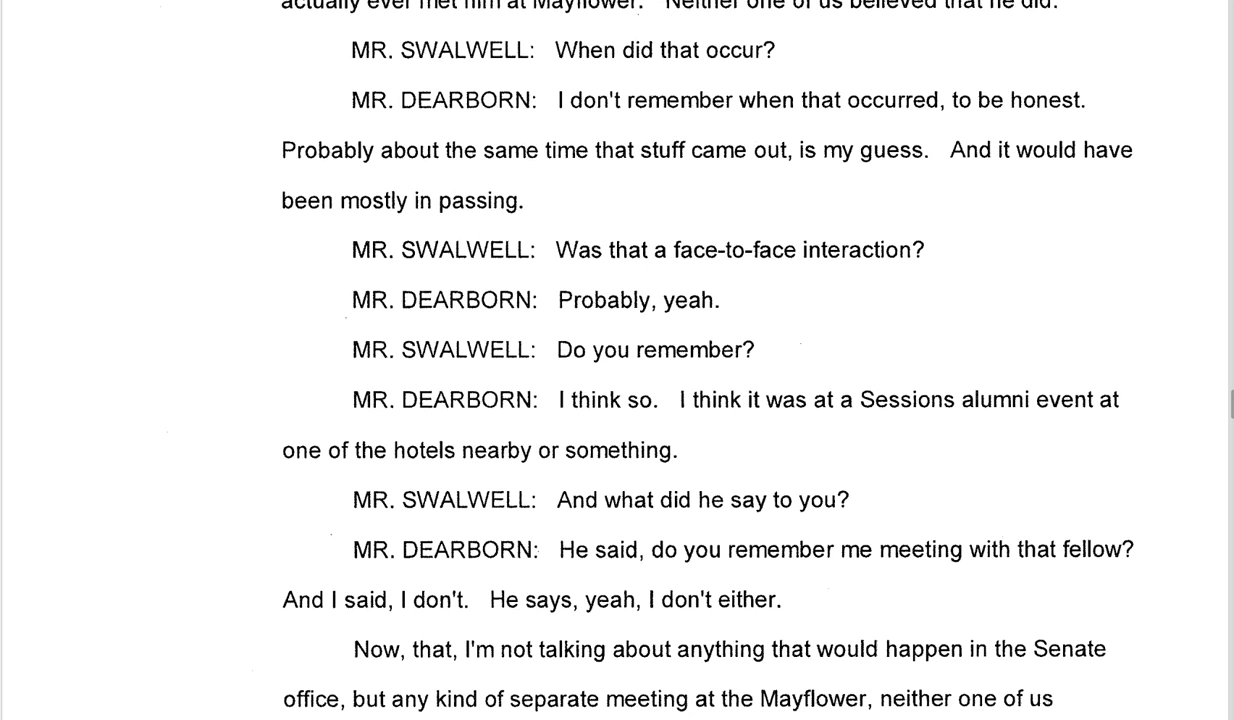 actually ever met him at Mayflower. Neither one of us believed that he did.
MR. SWALWELL: When did that occur?
MR. DEARBORN: I don't remember when that occurred, to be honest.
Probably about the same time that stuff came out, is my guess. And it would have
been mostly in passing.
MR. SWALWELL: Was that a face-to-face interaction?
MR. DEARBORN: Probably, yeah.
MR. SWALWELL: Do you remember?
MR. DEARBORN: I think so. I think it was at a Sessions alumni event at
one of the hotels nearby or something.
MR. SWALWELL: And what did he say to you?
MR. DEARBORN: He said, do you remember me meeting with that fellow?
And I said, I don't. He says, yeah, I don't either.
Now, that, I'm not talking about anything that would happen in the Senate
office, but any kind of separate meeting at the Mayflower, neither one of us